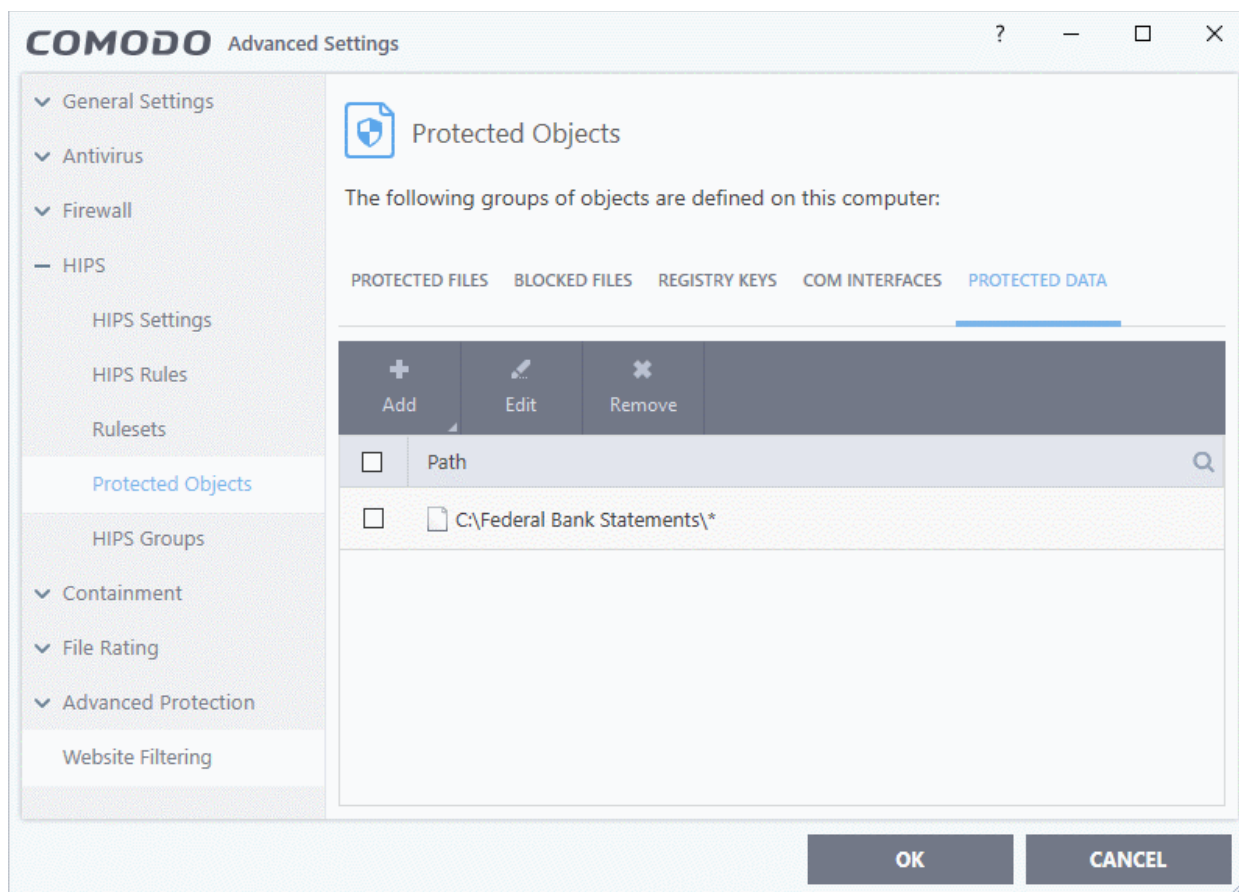 COMODO Advanced Settings ?
General Settings
Antivirus
Firewall
HIPS
HIPS Settings
HIPS Rules
Rulesets
Protected Objects
HIPS Groups
Containment
File Rating
Advanced Protection
Website Filtering
Protected Objects
The following groups of objects are defined on this computer:
PROTECTED FILES BLOCKED FILES REGISTRY KEYS COM INTERFACES PROTECTED DATA
Add Edit Remove
Path
C:\Federal Bank Statements\*
OK CANCEL